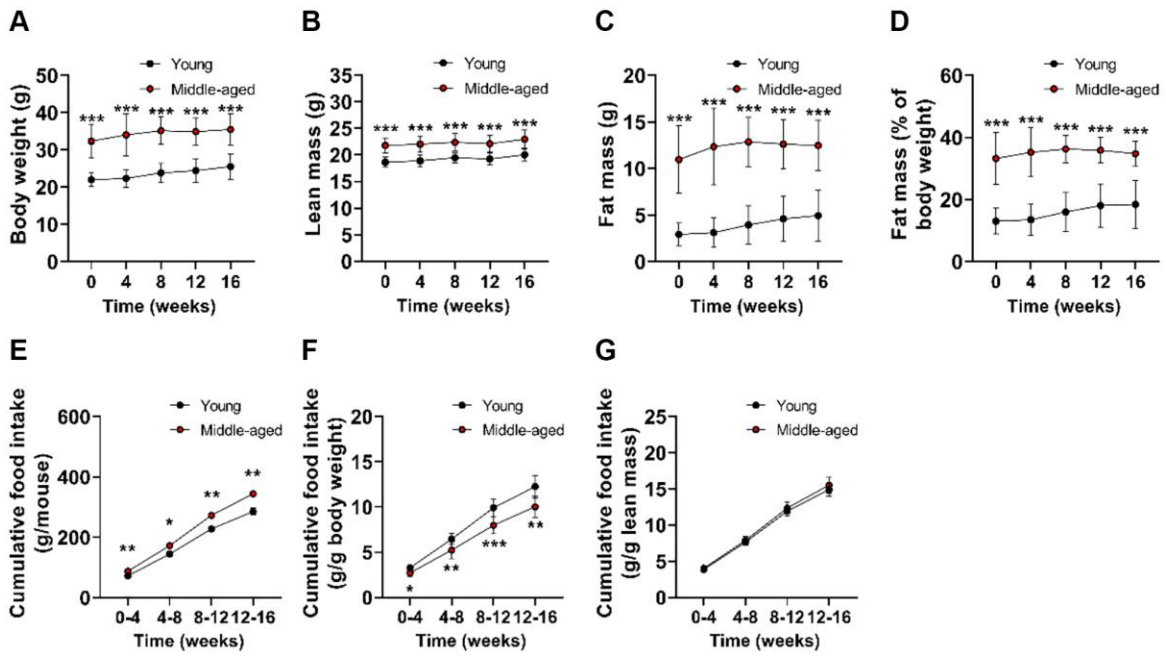 A
Young
Middle-aged
Body weight (g)
50
40
30
20
10
0
***
***
***
***
***
0 4 8 12 16
Time (weeks)
B
Young
Middle-aged
Lean mass (g)
35
30
25
20
15
10
5
0
***
***
***
***
***
0 4 8 12 16
Time (weeks)
C
Young
Middle-aged
Fat mass (g)
20
15
10
5
0
***
***
***
***
***
0 4 8 12 16
Time (weeks)
D
Young
Middle-aged
Fat mass (% of
body weight)
60
40
20
0
***
***
***
***
***
0 4 8 12 16
Time (weeks)
E
Young
Middle-aged
Cumulative food intake
(g/mouse)
600
400
200
0
**
*
**
**
0-4 4-8 8-12 12-16
Time (weeks)
F
Young
Middle-aged
Cumulative food intake
(g/g body weight)
20
15
10
5
0
*
**
***
**
0-4 4-8 8-12 12-16
Time (weeks)
G
Young
Middle-aged
Cumulative food intake
(g/g lean mass)
25
20
15
10
5
0
0-4 4-8 8-12 12-16
Time (weeks)